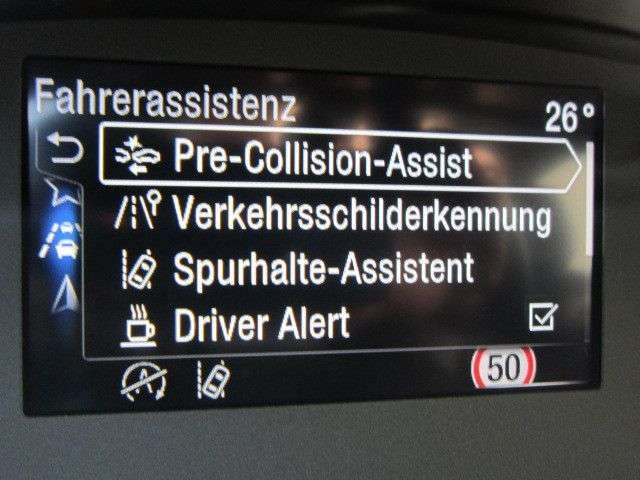 Fahrerassistenz
26°
Pre-Collision-Assist
Verkehrsschilderkennung
Spurhalte-Assistent
Driver Alert
50